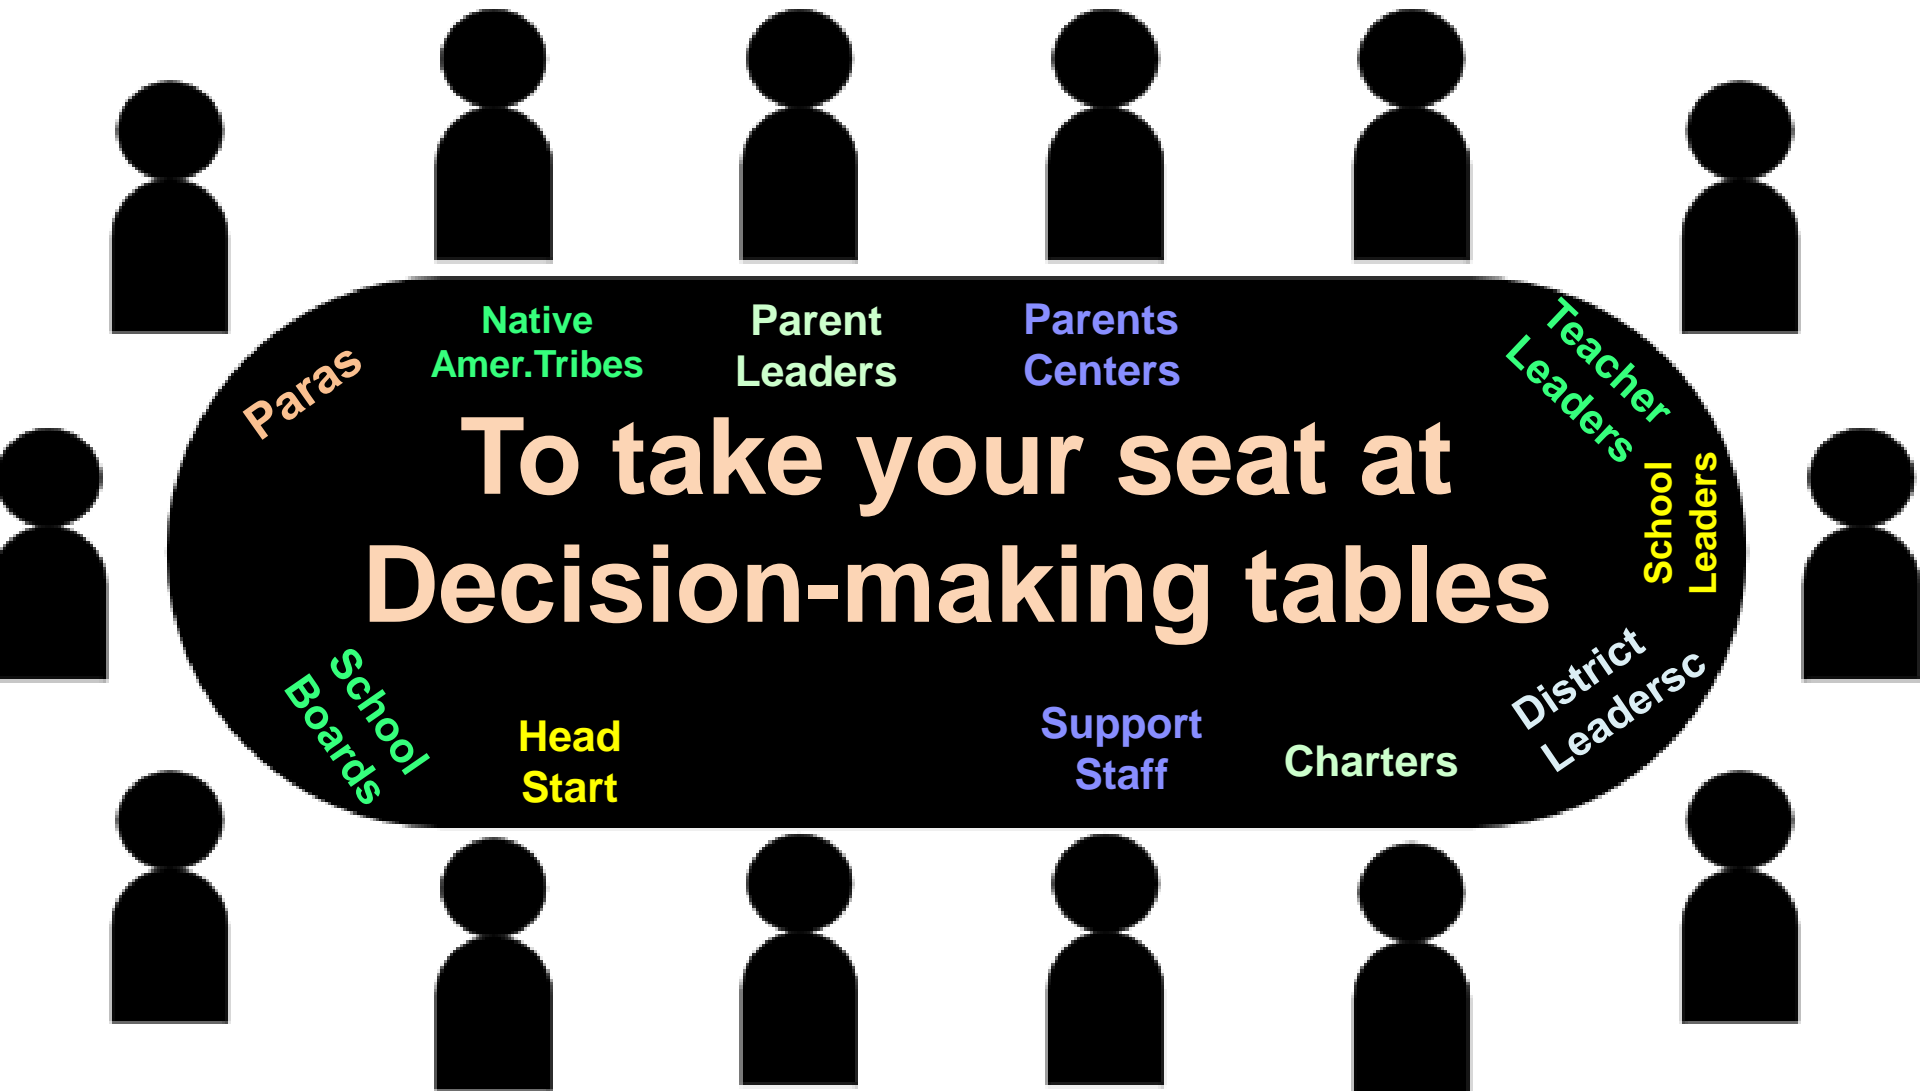 Native
Amer.Tribes
Parent
Leaders
Parents
Centers
Teacher
Leaders
Paras
To take your seat at
Decision-making tables
School
Leaders
School
Boards
Head
Start
Support
Staff
Charters
District
Leadersc